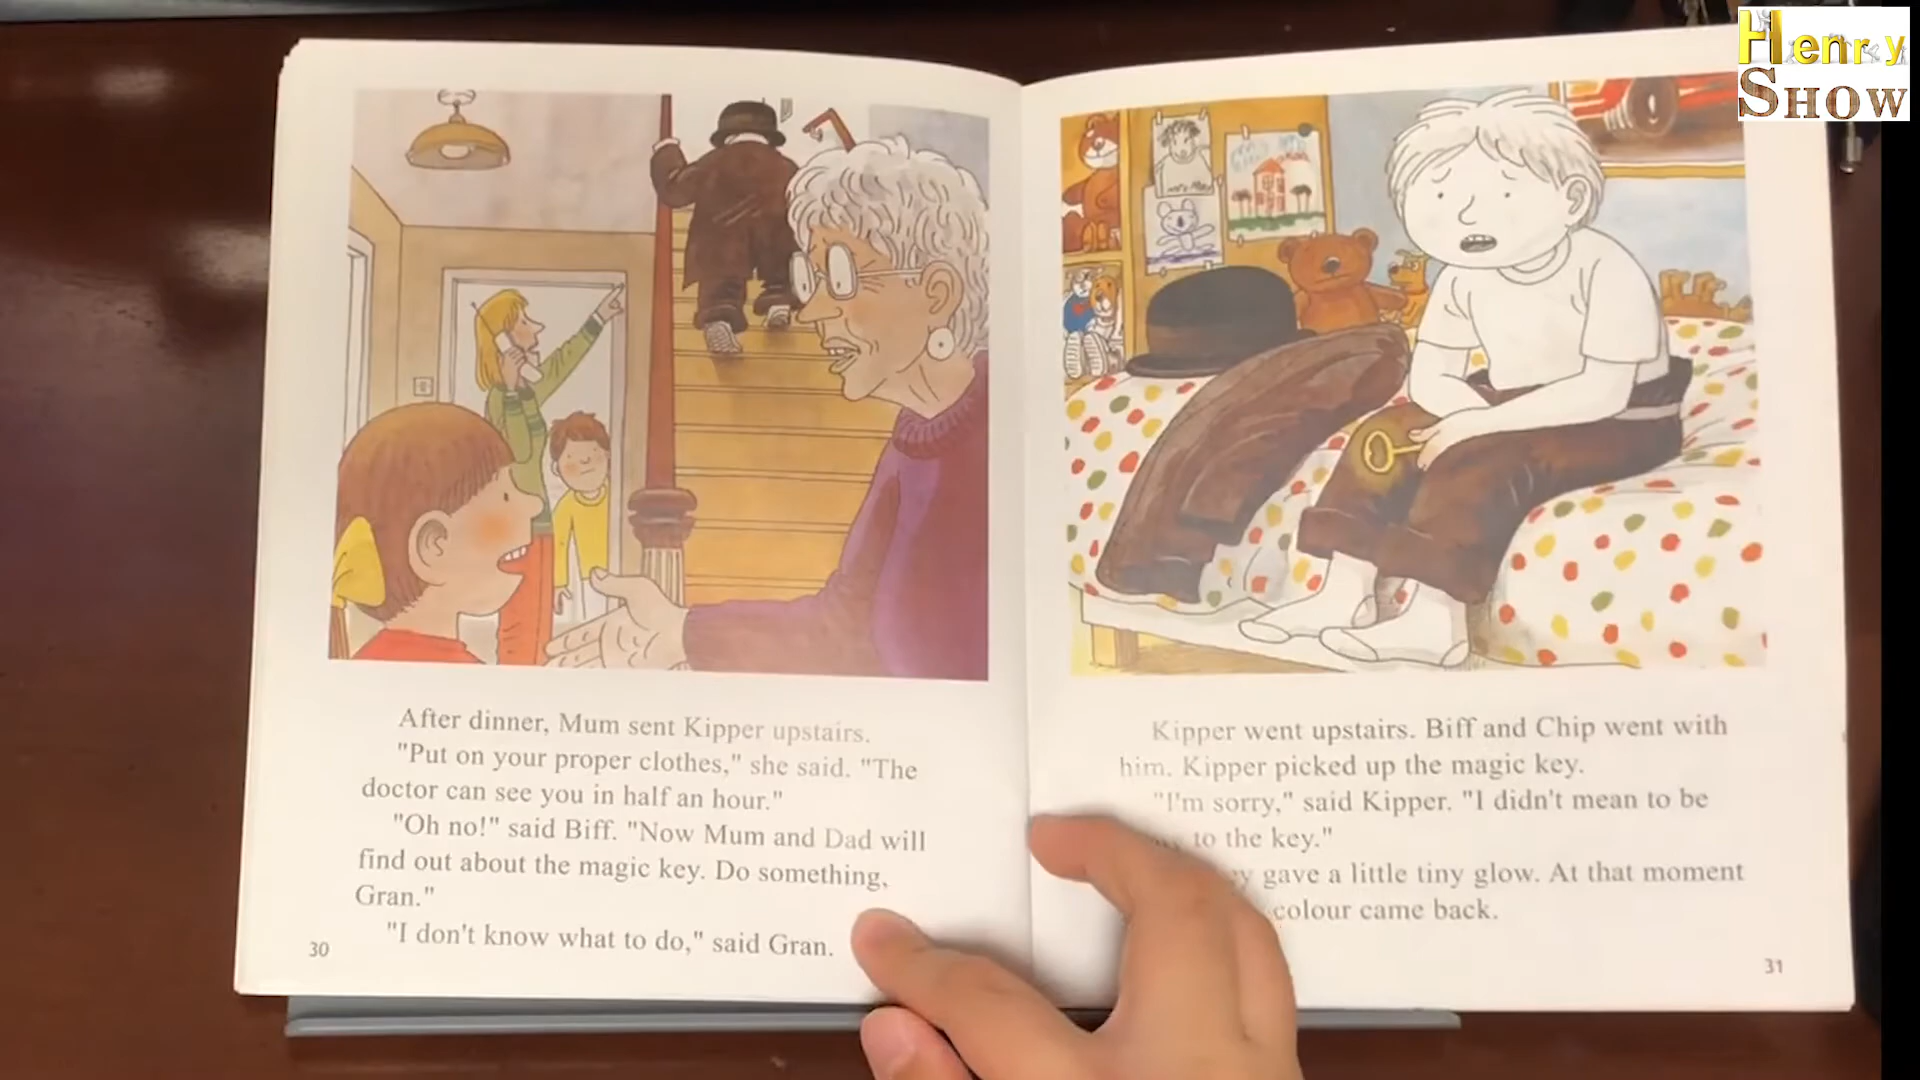 Henry
SHOW
After dinner, Mum sent Kipper upstairs.
"Put on your proper clothes," she said. "The
doctor can see you in half an hour."
"Oh no!" said Biff. "Now Mum and Dad will
find out about the magic key. Do something,
Gran."
"I don't know what to do," said Gran.
30
Kipper went upstairs. Biff and Chip went with
him. Kipper picked up the magic key.
"I'm sorry," said Kipper. "I didn't mean to be
to the key."
gave a little tiny glow. At that moment
colour came back.
31